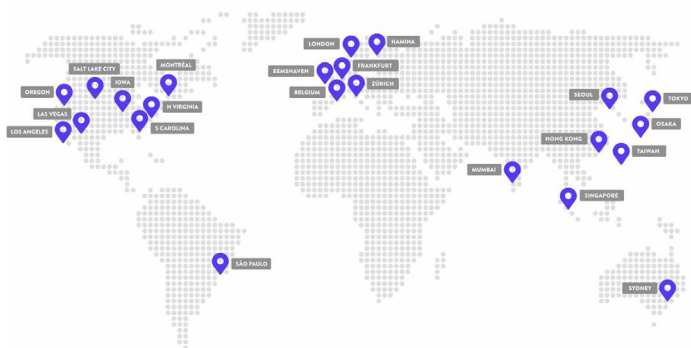 LONDON
HAMINA
SALT LAKE CITY
MONTRÉAL
EEMSHAVEN
FRANKFURT
IOWA
ZÜRICH
OREGON
BELGIUM
SEOUL
TOKYO
N VIRGINIA
LAS VEGAS
OSAKA
LOS ANGELES
S CAROLINA
HONG KONG
TAIWAN
MUMBAI
SINGAPORE
SÃO PAULO
SYDNEY